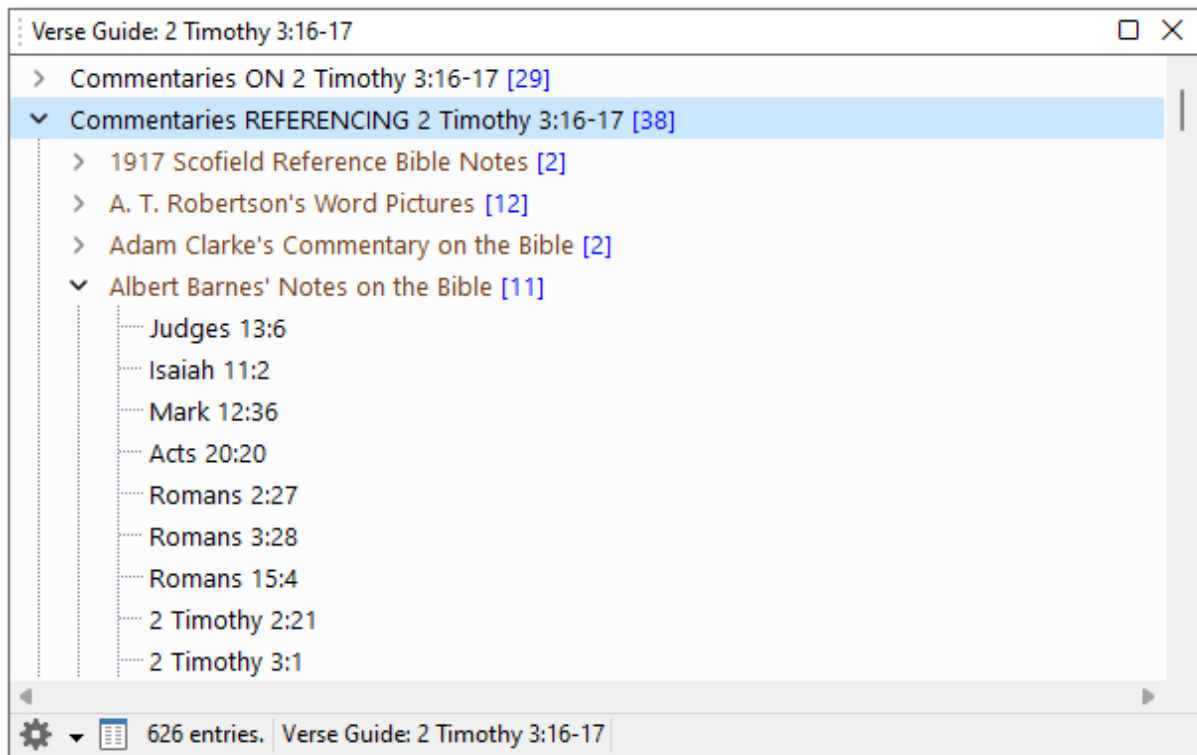 Verse Guide: 2 Timothy 3:16-17
Commentaries ON 2 Timothy 3:16-17 [29]
Commentaries REFERENCING 2 Timothy 3:16-17 [38]
1917 Scofield Reference Bible Notes [2]
A. T. Robertson's Word Pictures [12]
Adam Clarke's Commentary on the Bible [2]
Albert Barnes' Notes on the Bible [11]
Judges 13:6
Isaiah 11:2
Mark 12:36
Acts 20:20
Romans 2:27
Romans 3:28
Romans 15:4
2 Timothy 2:21
2 Timothy 3:1
626 entries. Verse Guide: 2 Timothy 3:16-17